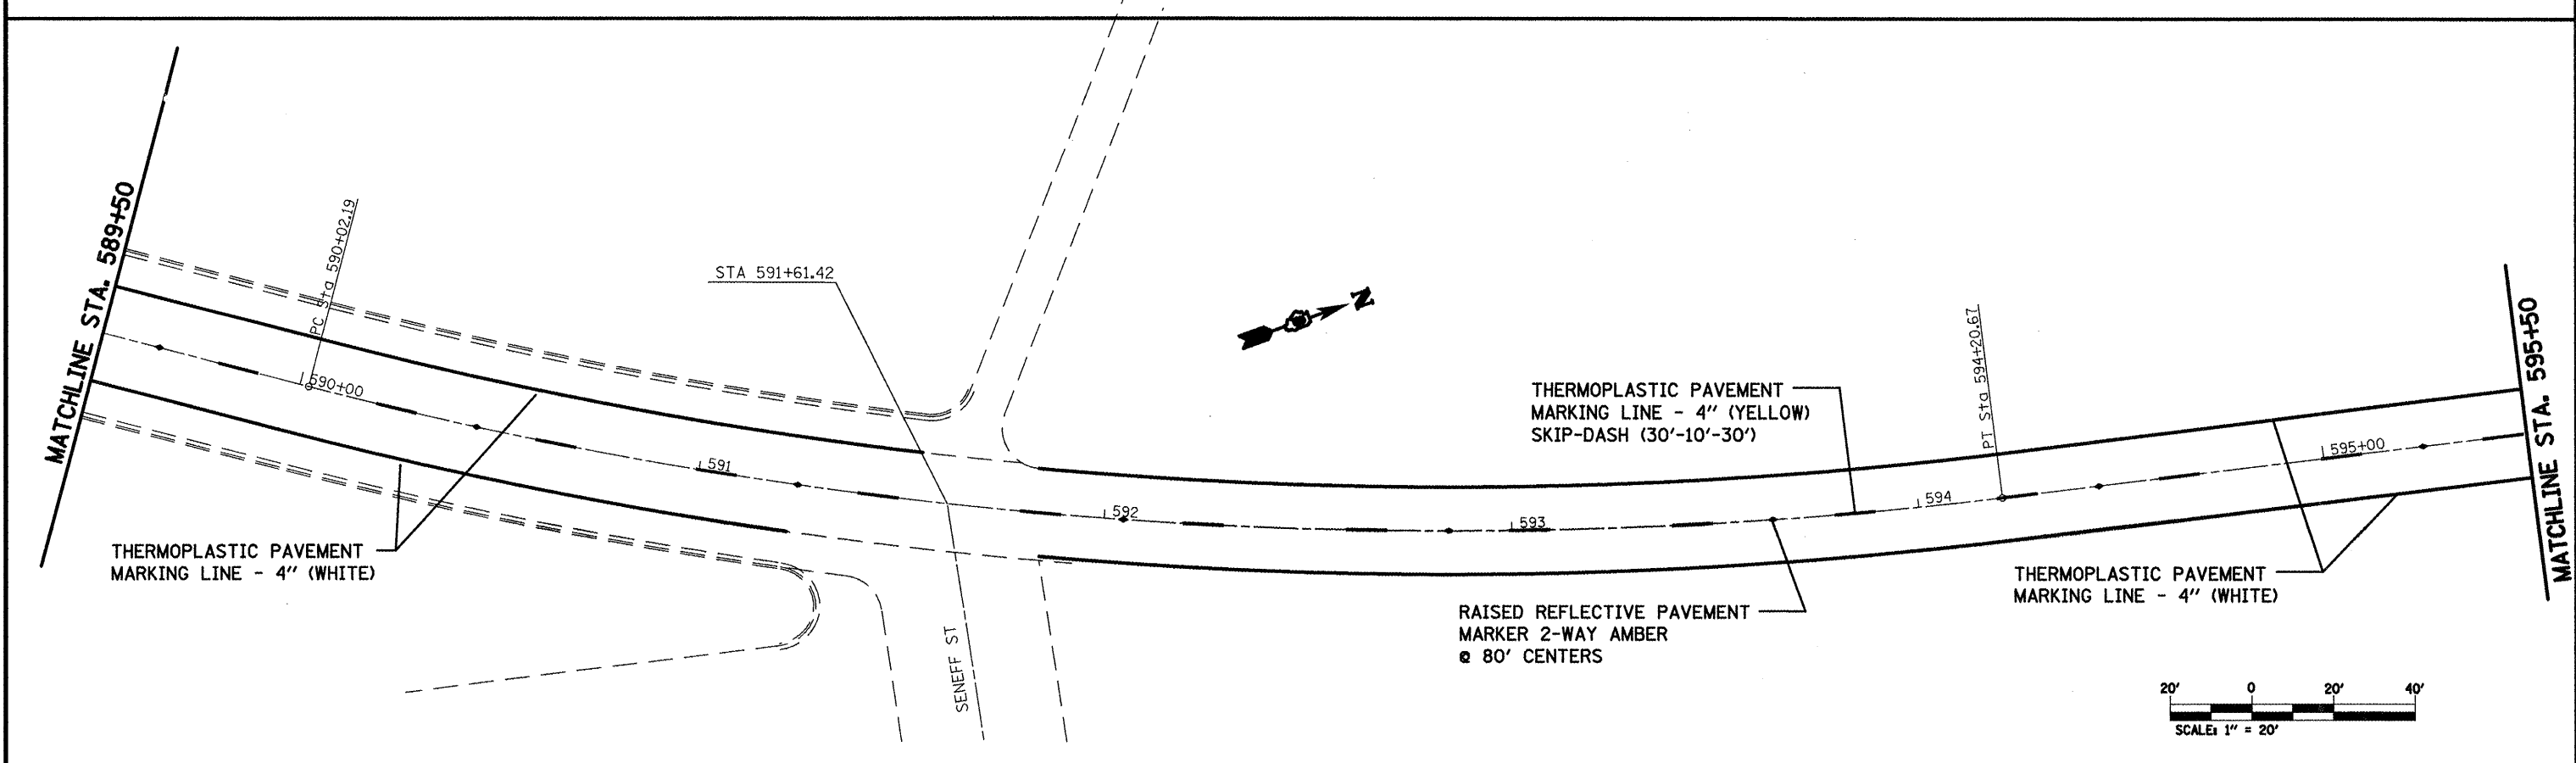 MATCHLINE STA. 589+50
PC Sta 590+02.19
590+00
STA 591+61.42
591
592
593
594
595+00
N
SENEFF ST
THERMOPLASTIC PAVEMENT
MARKING LINE - 4" (WHITE)
THERMOPLASTIC PAVEMENT
MARKING LINE - 4" (YELLOW)
SKIP-DASH (30'-10'-30')
RAISED REFLECTIVE PAVEMENT
MARKER 2-WAY AMBER
@ 80' CENTERS
PT Sta 594+20.67
THERMOPLASTIC PAVEMENT
MARKING LINE - 4" (WHITE)
MATCHLINE STA. 595+50
20' 0 20' 40'
SCALE: 1" = 20'